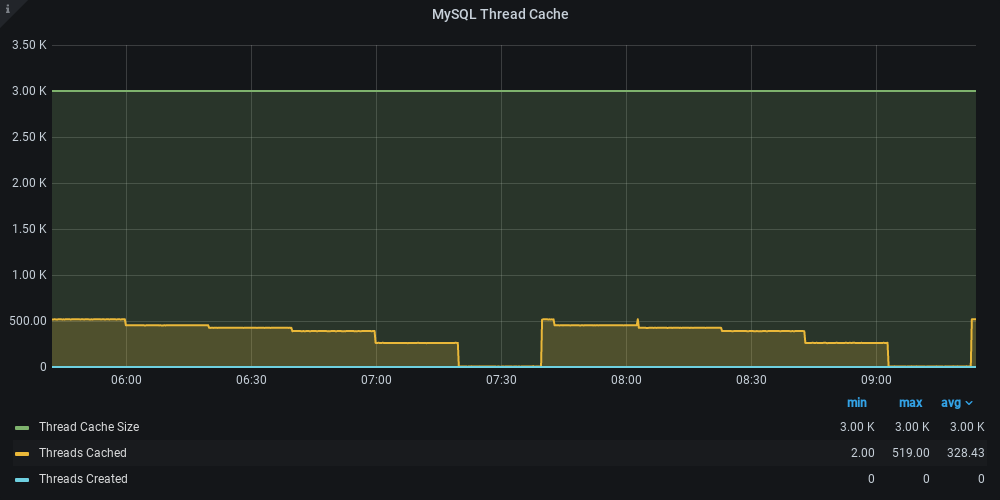 i
MySQL Thread Cache
3.50 K
3.00 K
2.50 K
2.00 K
1.50 K
1.00 K
500.00
0
06:00 06:30 07:00 07:30 08:00 08:30 09:00
min max avg
Thread Cache Size 3.00 K 3.00 K 3.00 K
Threads Cached 2.00 519.00 328.43
Threads Created 0 0 0